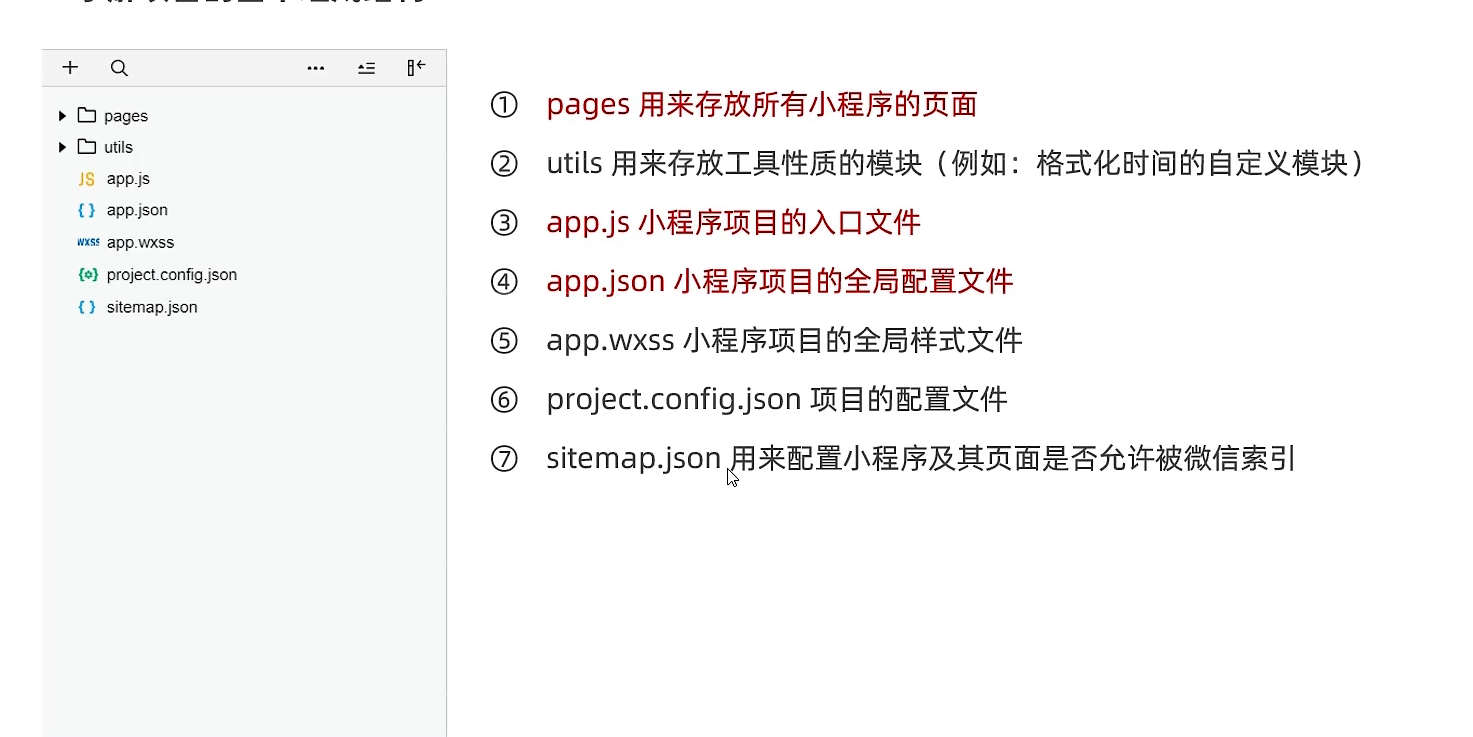 pages
utils
JS app.js
{ } app.json
wxss app.wxss
project.config.json
{ } sitemap.json
① pages 用来存放所有小程序的页面
② utils 用来存放工具性质的模块（例如：格式化时间的自定义模块）
③ app.js 小程序项目的入口文件
④ app.json 小程序项目的全局配置文件
⑤ app.wxss 小程序项目的全局样式文件
⑥ project.config.json 项目的配置文件
⑦ sitemap.json 用来配置小程序及其页面是否允许被微信索引